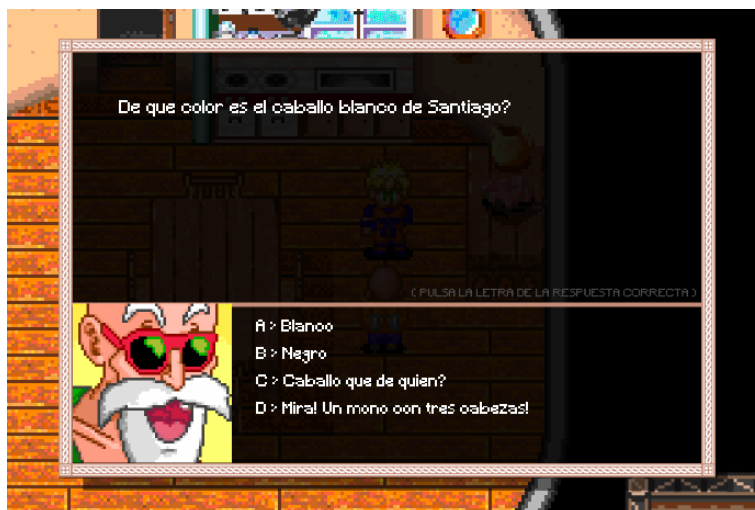 De que color es el caballo blanco de Santiago?
( PULSA LA LETRA DE LA RESPUESTA CORRECTA )
A > Blanco
B > Negro
C > Caballo que de quien?
D > Mira! Un mono con tres cabezas!